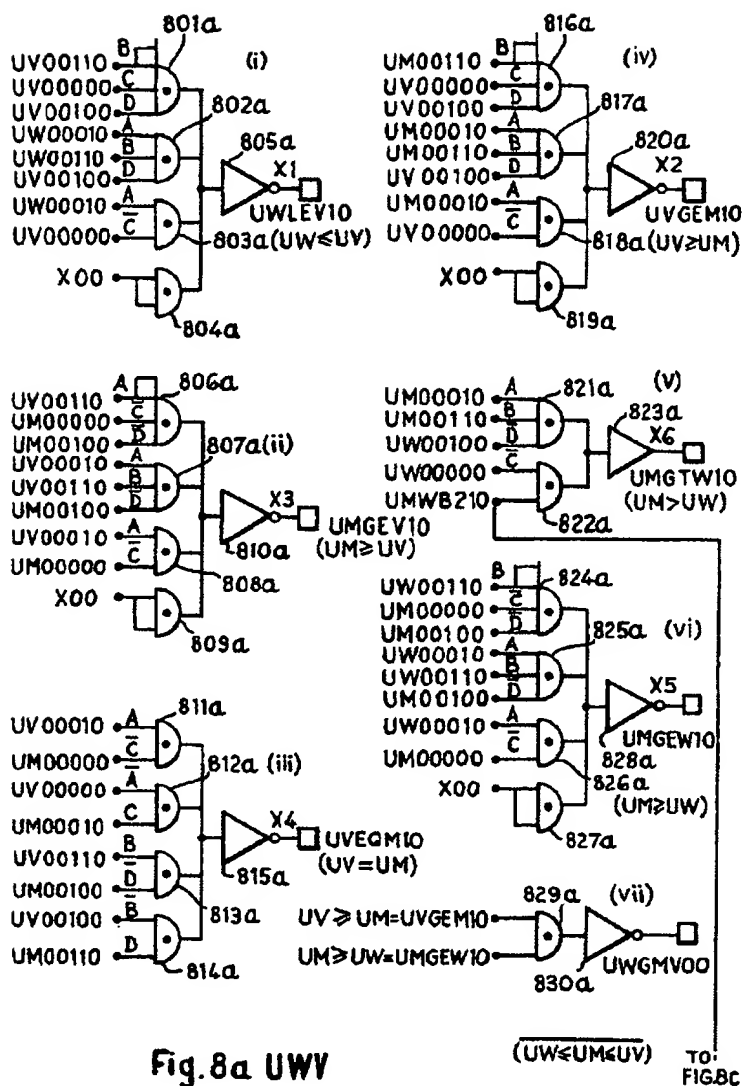 801a
(i)
B
UV00110
C
UV00000
D
UV00100
802a
A
UW00010
B
UW00110
D
UV00100
805a
X1
UWLEV10
A
UW00010
C̅
UV00000
803a (UW≤UV)
X00
804a
816a
(iv)
B
UM00110
C
UV00000
D
UV00100
817a
A
UM00010
B
UM00110
D
UV00100
820a
X2
UVGEM10
A
UM00010
C̅
UV00000
818a (UV≥UM)
X00
819a
806a
A
UV00110
C̅
UM00000
D̅
UM00100
807a (ii)
A
UV00010
B
UV00110
D̅
UM00100
X3
UMGEV10
810a
(UM≥UV)
A
UV00010
C̅
UM00000
808a
X00
809a
821a
(v)
A
UM00010
B
UM00110
D̅
UW00100
823a
X6
UMGTW10
(UM>UW)
C̅
UW00000
UMWB210
822a
824a
B
UW00110
C̅
UM00000
D̅
UM00100
825a
(vi)
A
UW00010
B
UW00110
D̅
UM00100
X5
UMGEW10
828a
A
UW00010
C̅
UM00000
826a
(UM≥UW)
X00
827a
811a
A
UV00010
C̅
UM00000
812a (iii)
A̅
UV00000
C
UM00010
X4
UVEQM10
815a
(UV=UM)
B
UV00110
D̅
UM00100
813a
B̅
UV00100
D
UM00110
814a
829a
(vii)
UV≥UM=UVGEM10
UM≥UW=UMGEW10
830a
UWGMV00
(UW≤UM≤UV)
TO
FIG.8C
Fig.8a UWV